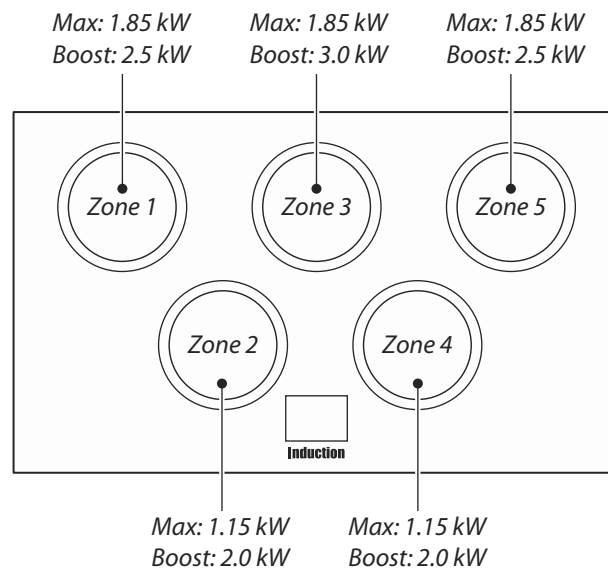 Max: 1.85 kW
Boost: 2.5 kW
Max: 1.85 kW
Boost: 3.0 kW
Max: 1.85 kW
Boost: 2.5 kW
Zone 1
Zone 3
Zone 5
Zone 2
Zone 4
Induction
Max: 1.15 kW
Boost: 2.0 kW
Max: 1.15 kW
Boost: 2.0 kW